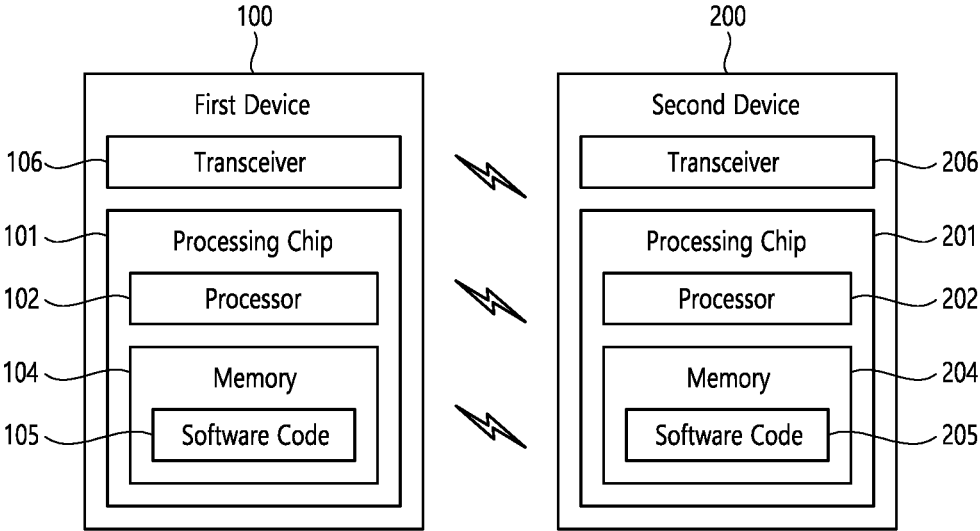 100
200
First Device
Second Device
106
Transceiver
Transceiver
206
101
Processing Chip
Processing Chip
201
102
Processor
Processor
202
104
Memory
Memory
204
105
Software Code
Software Code
205